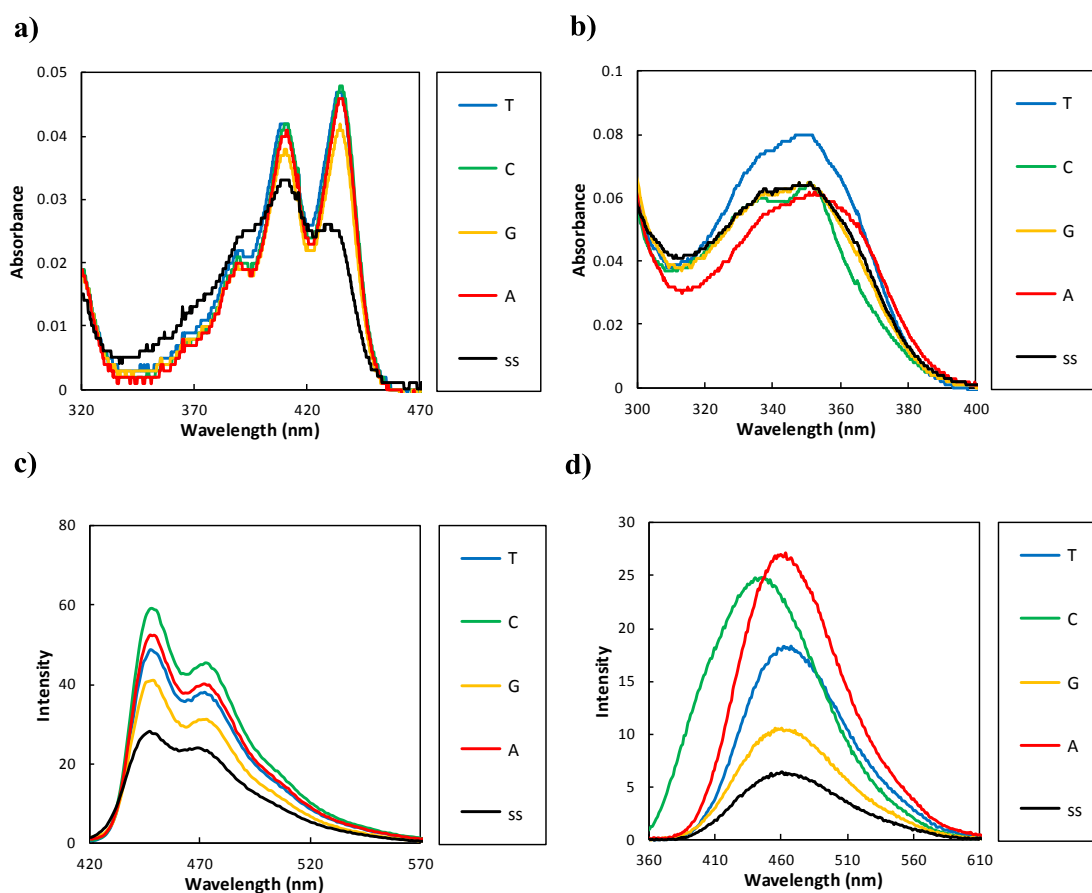 a)
Absorbance
0.05
0.04
0.03
0.02
0.01
0
320
370
420
470
Wavelength (nm)
T
C
G
A
ss
b)
Absorbance
0.1
0.08
0.06
0.04
0.02
0
300
320
340
360
380
400
Wavelength (nm)
T
C
G
A
ss
c)
Intensity
80
60
40
20
0
420
470
520
570
Wavelength (nm)
T
C
G
A
ss
d)
Intensity
30
25
20
15
10
5
0
360
410
460
510
560
610
Wavelength (nm)
T
C
G
A
ss